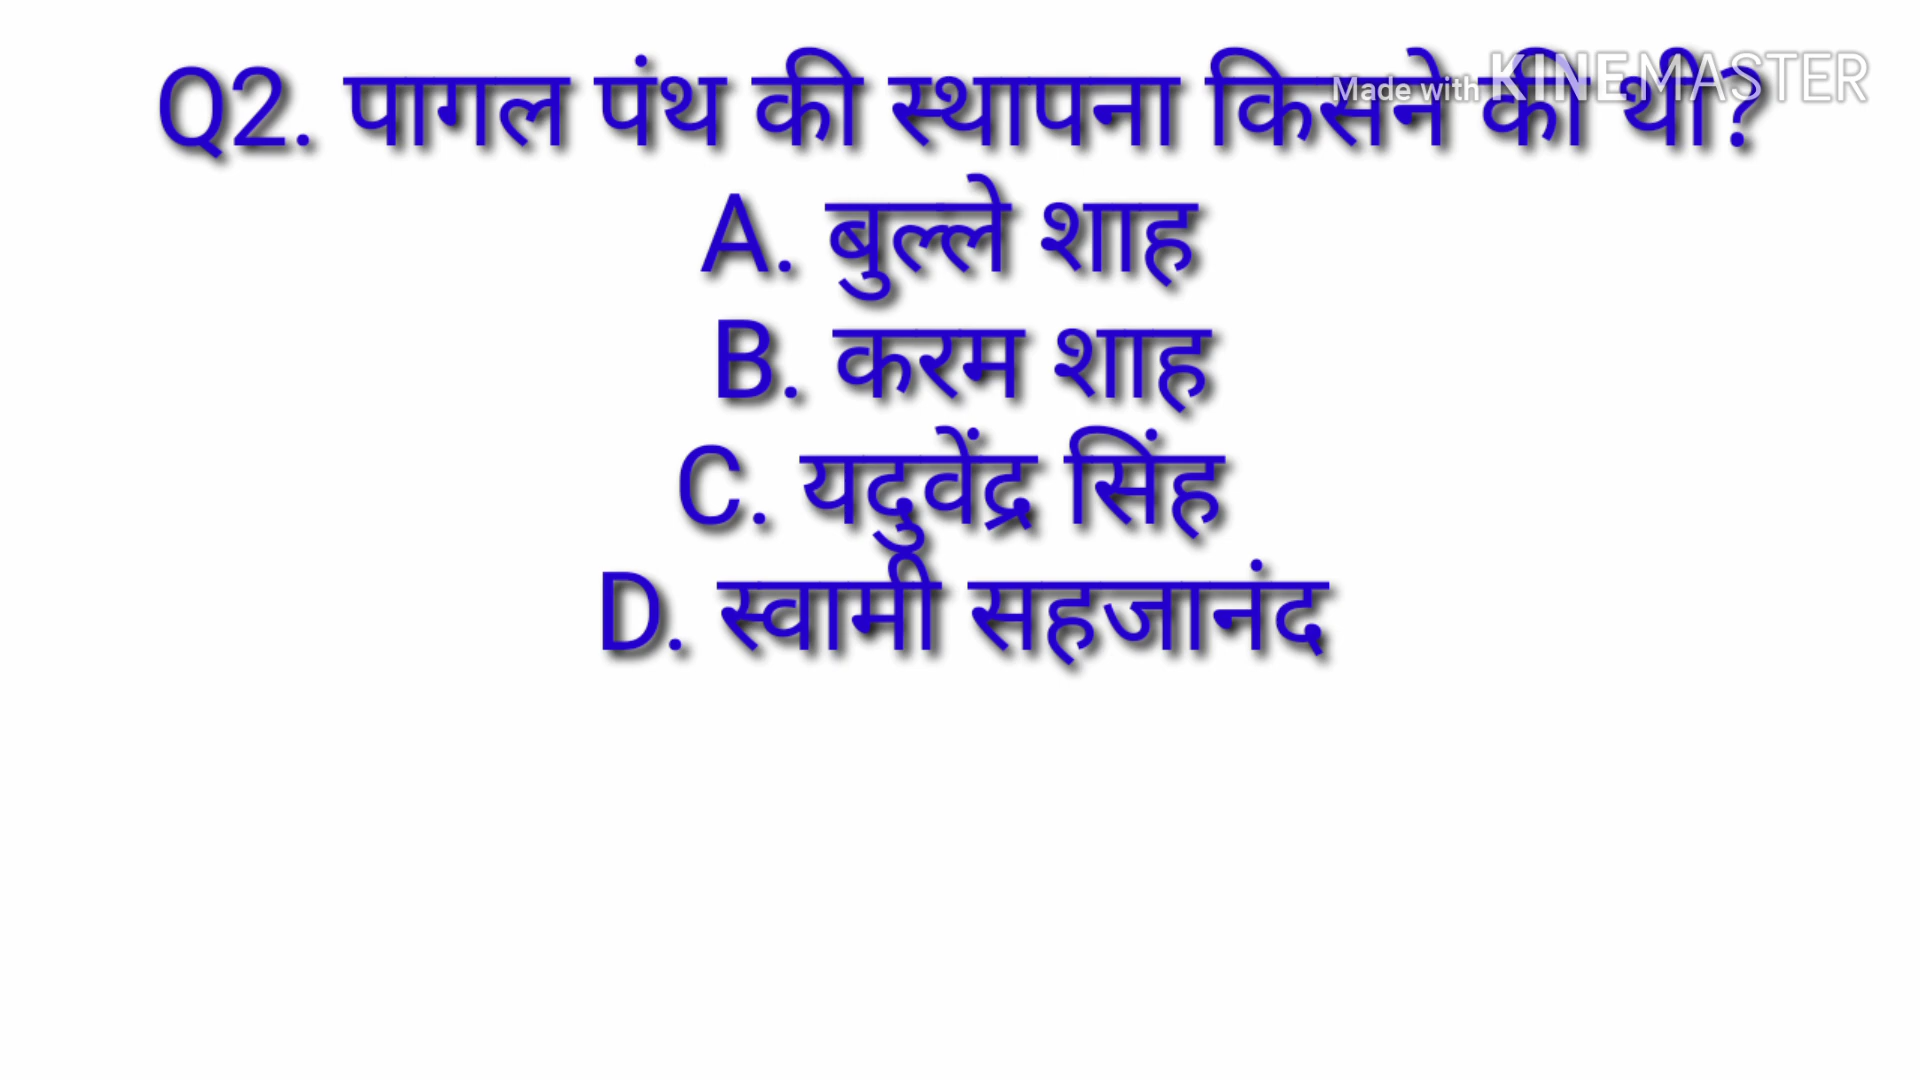 Q2. पागल पंथ की स्थापना किसने की थी?
Made with KINEMASTER
A. बुल्ले शाह
B. करम शाह
C. यदुवेंद्र सिंह
D. स्वामी सहजानंद